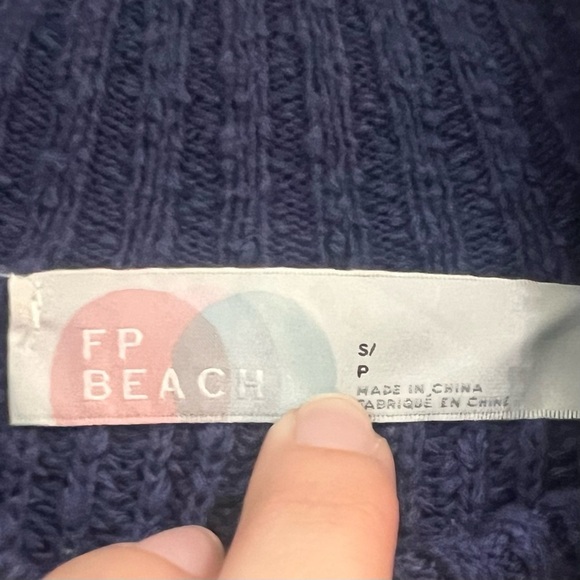 FP
BEACH
S/
P
MADE IN CHINA
FABRIQUÉ EN CHINE